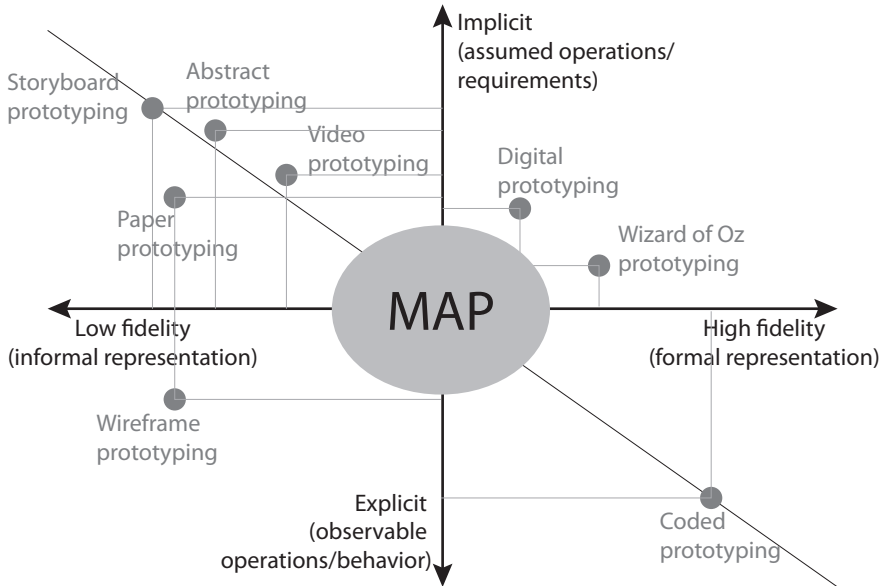 Implicit
(assumed operations/
requirements)
Storyboard
prototyping
Abstract
prototyping
Video
prototyping
Digital
prototyping
Paper
prototyping
Wizard of Oz
prototyping
MAP
Low fidelity
(informal representation)
High fidelity
(formal representation)
Wireframe
prototyping
Explicit
(observable
operations/behavior)
Coded
prototyping